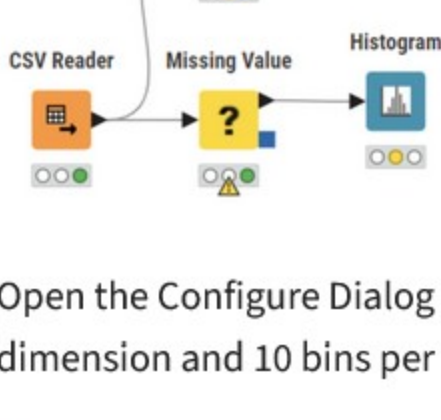 CSV Reader
Missing Value
Histogram
?
Open the Configure Dialog
dimension and 10 bins per